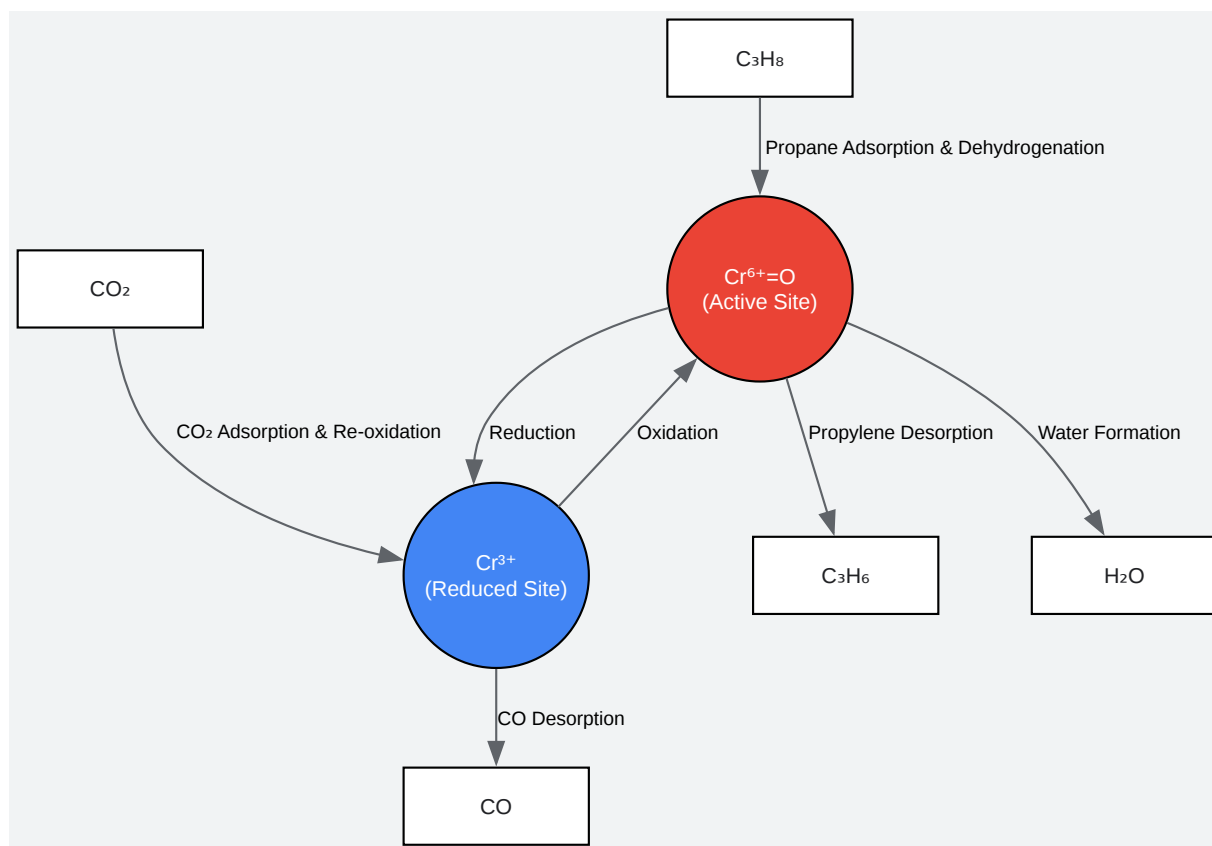 C₃H₈
Propane Adsorption & Dehydrogenation
Cr⁶⁺=O
(Active Site)
CO₂
CO₂ Adsorption & Re-oxidation
Reduction
Oxidation
Propylene Desorption
Water Formation
Cr³⁺
(Reduced Site)
C₃H₆
H₂O
CO Desorption
CO